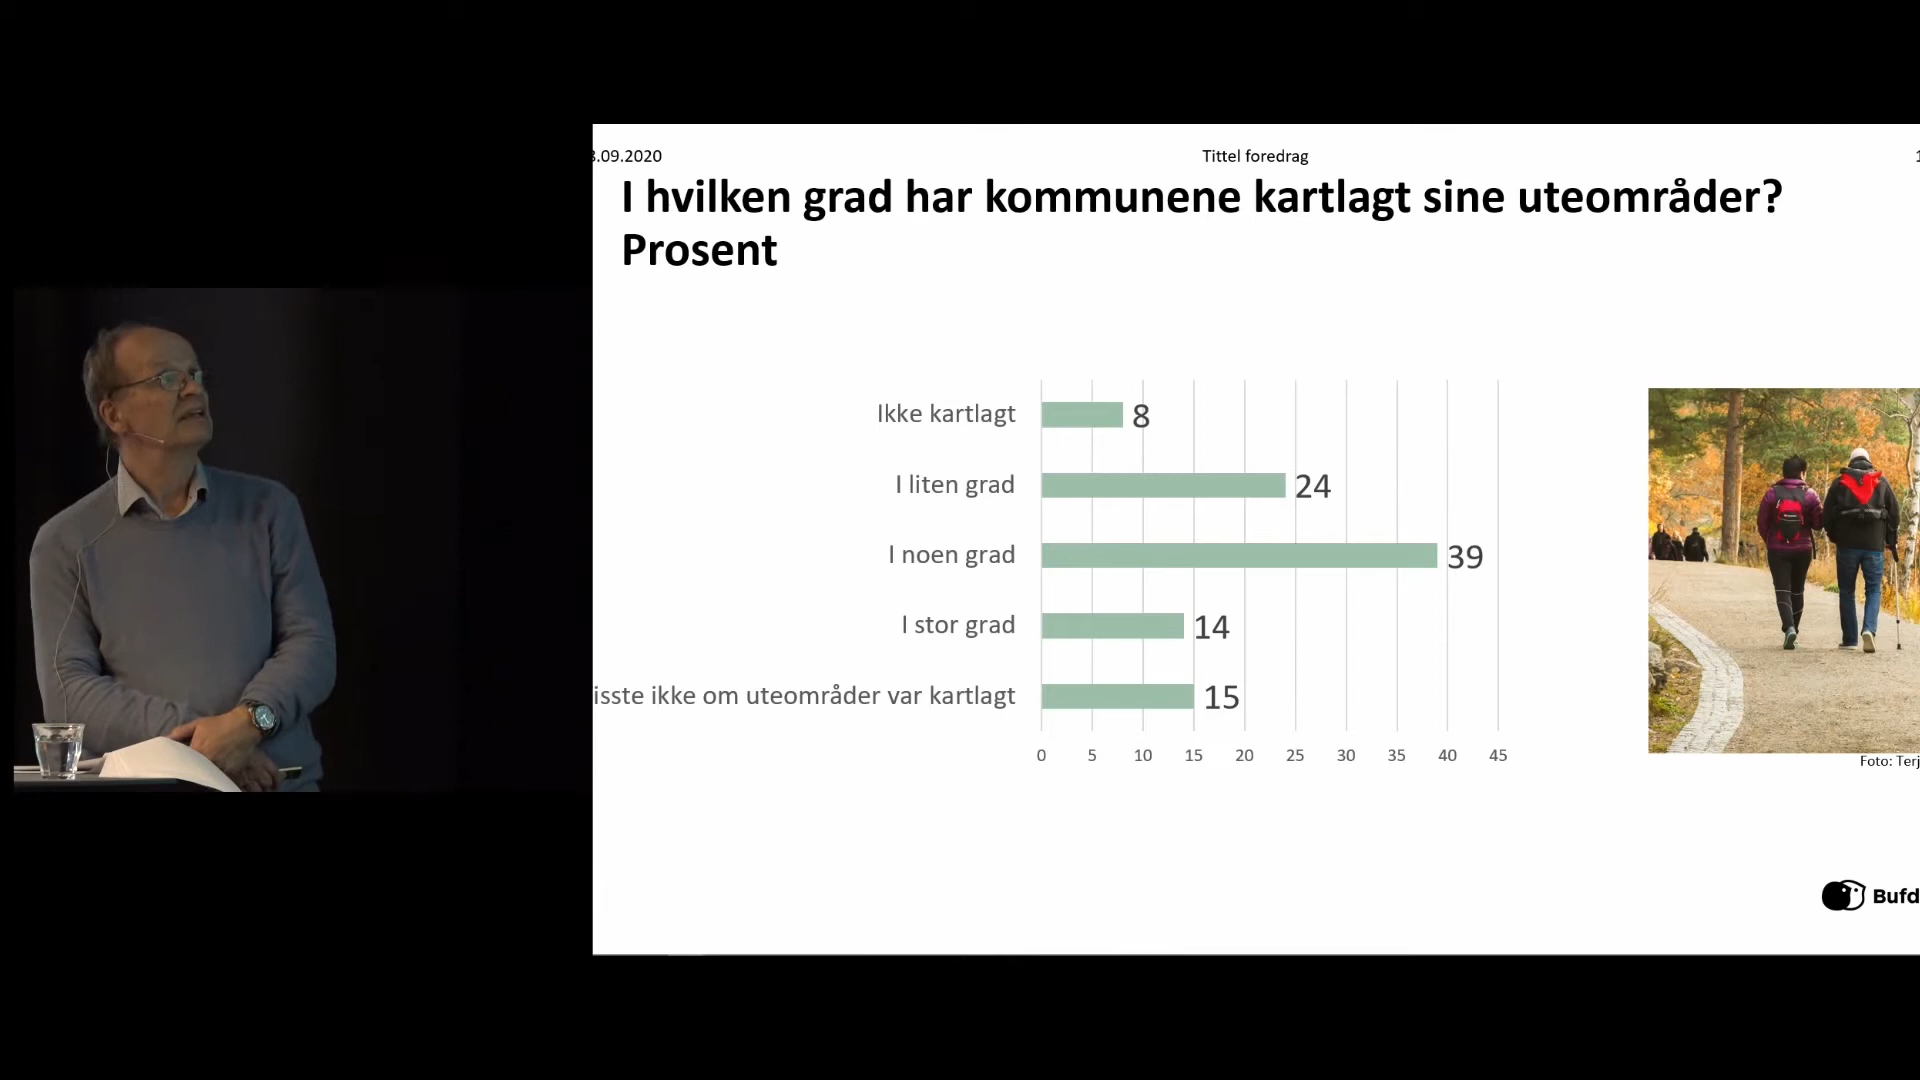 .09.2020
Tittel foredrag
I hvilken grad har kommunene kartlagt sine uteområder?
Prosent
Ikke kartlagt
8
I liten grad
24
I noen grad
39
I stor grad
14
isste ikke om uteområder var kartlagt
15
0 5 10 15 20 25 30 35 40 45
Foto: Terj
Bufd